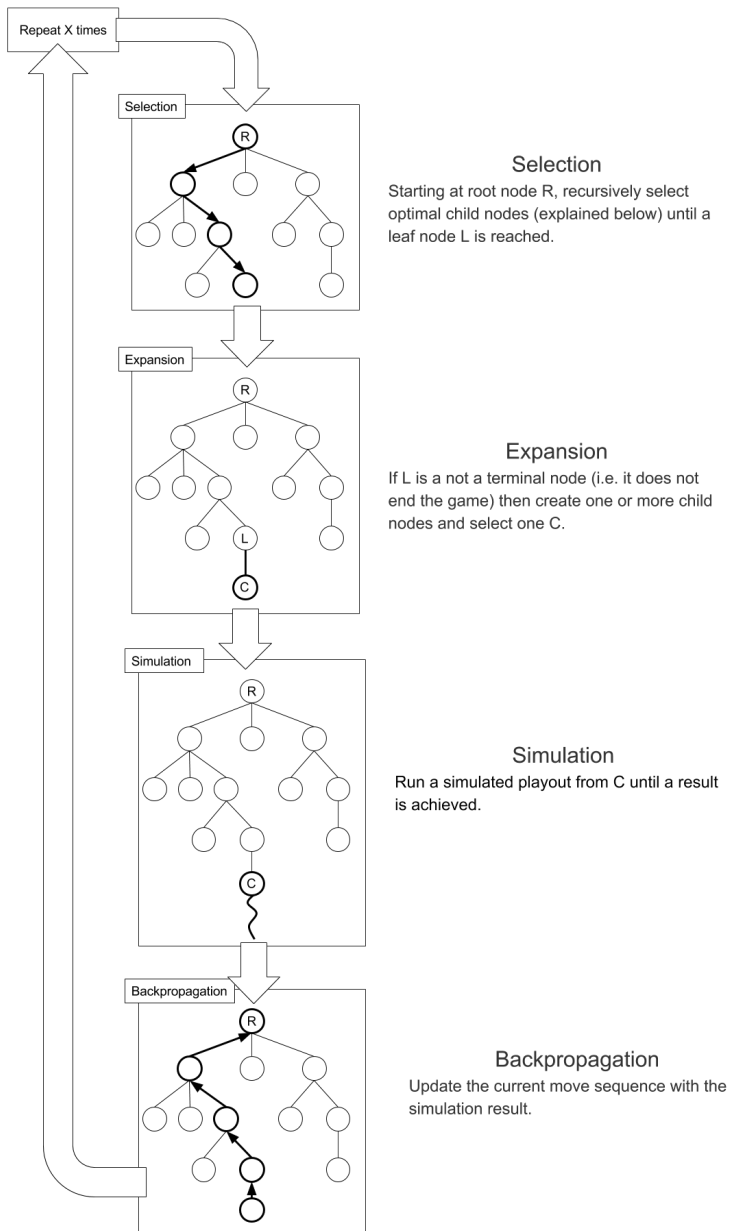 Repeat X times
Selection
R
Selection
Starting at root node R, recursively select
optimal child nodes (explained below) until a
leaf node L is reached.
Expansion
R
L
C
Expansion
If L is a not a terminal node (i.e. it does not
end the game) then create one or more child
nodes and select one C.
Simulation
R
C
Simulation
Run a simulated playout from C until a result
is achieved.
Backpropagation
R
Backpropagation
Update the current move sequence with the
simulation result.